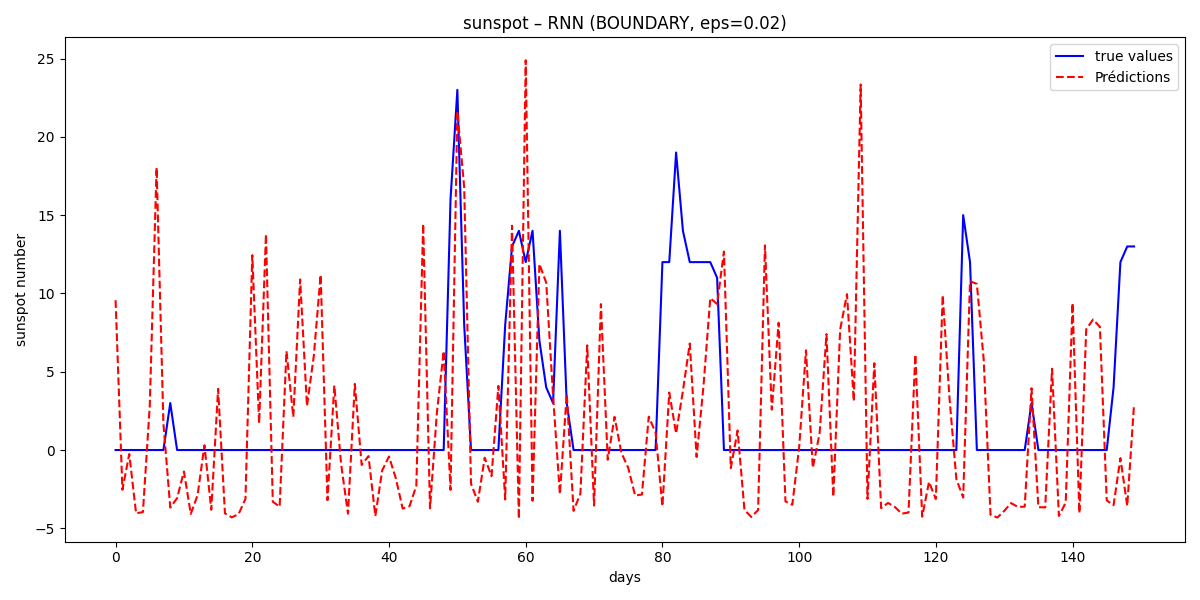 sunspot – RNN (BOUNDARY, eps=0.02)
true values
Prédictions
sunspot number
25
20
15
10
5
0
−5
0 20 40 60 80 100 120 140
days